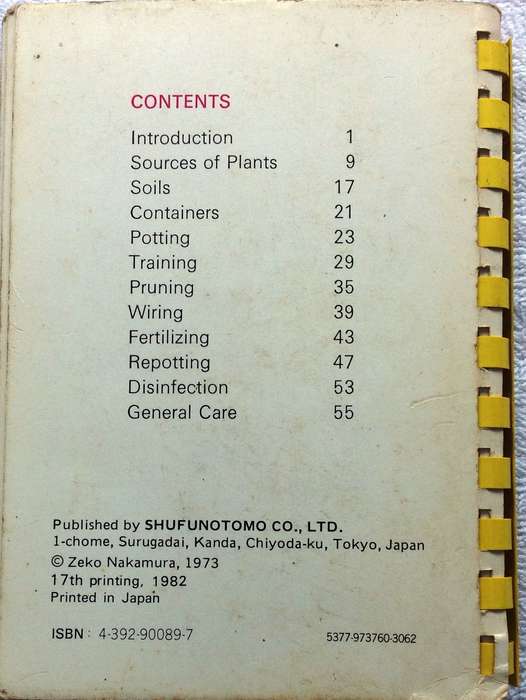 CONTENTS
Introduction 1
Sources of Plants 9
Soils 17
Containers 21
Potting 23
Training 29
Pruning 35
Wiring 39
Fertilizing 43
Repotting 47
Disinfection 53
General Care 55
Published by SHUFUNOTOMO CO., LTD.
1-chome, Surugadai, Kanda, Chiyoda-ku, Tokyo, Japan
© Zeko Nakamura, 1973
17th printing, 1982
Printed in Japan
ISBN : 4-392-90089-7 5377-973760-3062